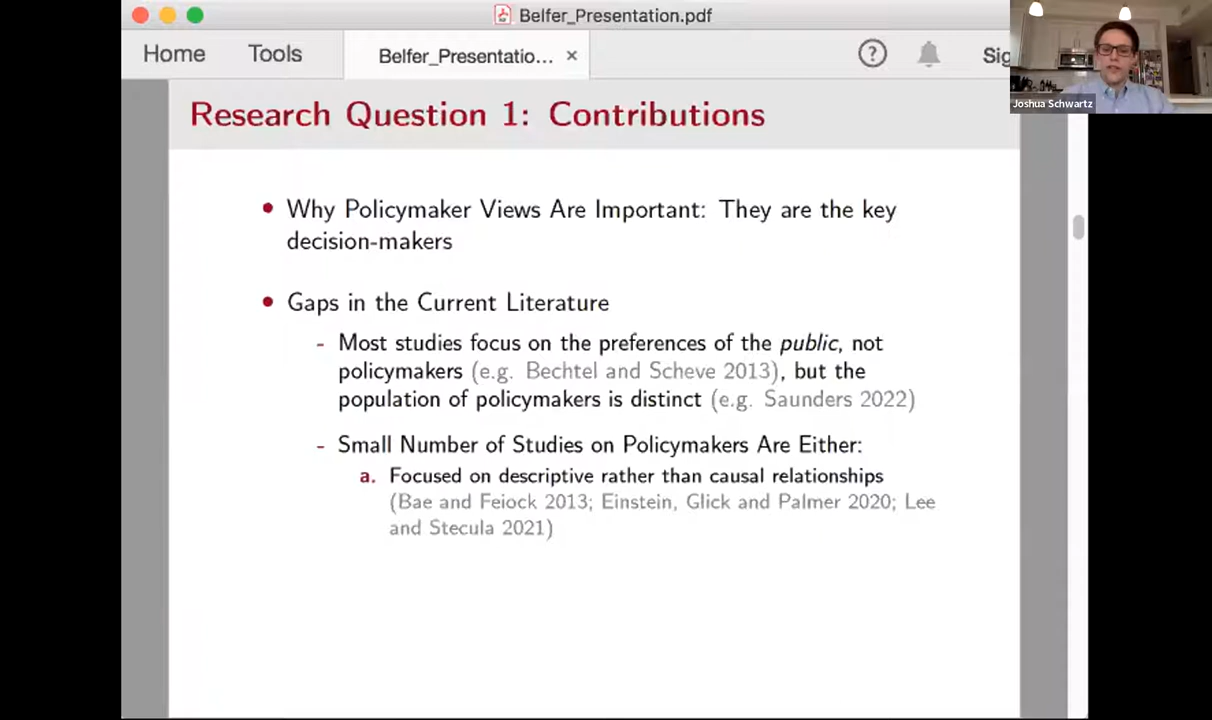 Belfer_Presentation.pdf
Home Tools Belfer_Presentatio... × ? Sig
Joshua Schwartz
Research Question 1: Contributions
• Why Policymaker Views Are Important: They are the key
decision-makers
• Gaps in the Current Literature
- Most studies focus on the preferences of the public, not
policymakers (e.g. Bechtel and Scheve 2013), but the
population of policymakers is distinct (e.g. Saunders 2022)
- Small Number of Studies on Policymakers Are Either:
a. Focused on descriptive rather than causal relationships
(Bae and Feiock 2013; Einstein, Glick and Palmer 2020; Lee
and Stecula 2021)